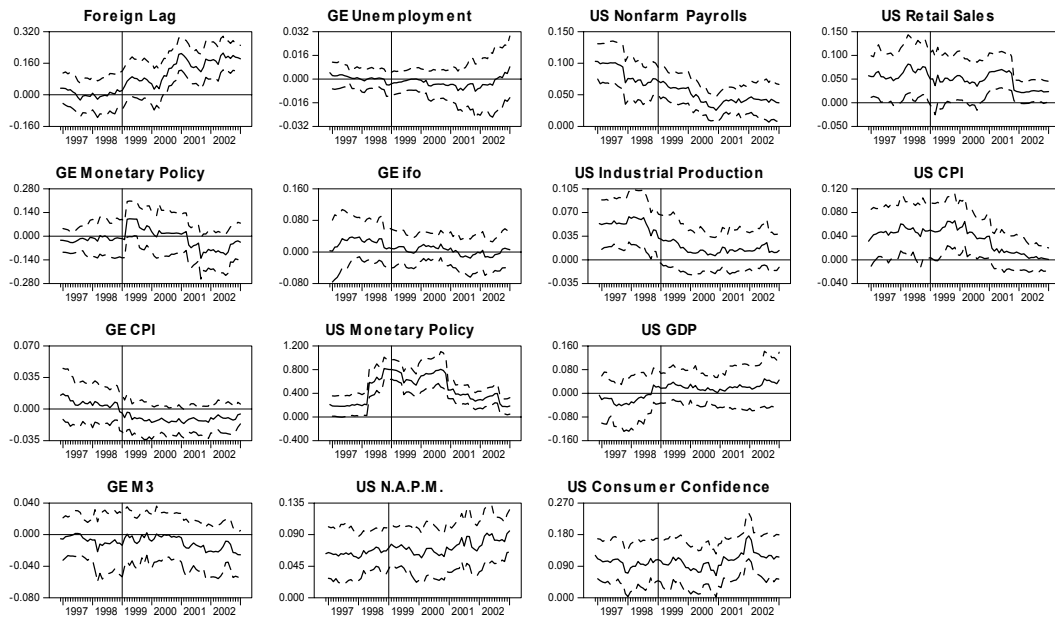 Foreign Lag
0.320
0.160
0.000
-0.160
1997 1998 1999 2000 2001 2002
GE Unemployment
0.032
0.016
0.000
-0.016
-0.032
1997 1998 1999 2000 2001 2002
US Nonfarm Payrolls
0.150
0.100
0.050
0.000
1997 1998 1999 2000 2001 2002
US Retail Sales
0.150
0.100
0.050
0.000
-0.050
1997 1998 1999 2000 2001 2002
GE Monetary Policy
0.280
0.140
0.000
-0.140
-0.280
1997 1998 1999 2000 2001 2002
GE ifo
0.160
0.080
0.000
-0.080
1997 1998 1999 2000 2001 2002
US Industrial Production
0.105
0.070
0.035
0.000
-0.035
1997 1998 1999 2000 2001 2002
US CPI
0.120
0.080
0.040
0.000
-0.040
1997 1998 1999 2000 2001 2002
GE CPI
0.070
0.035
0.000
-0.035
1997 1998 1999 2000 2001 2002
US Monetary Policy
1.200
0.800
0.400
0.000
-0.400
1997 1998 1999 2000 2001 2002
US GDP
0.160
0.080
0.000
-0.080
-0.160
1997 1998 1999 2000 2001 2002
GE M3
0.040
0.000
-0.040
-0.080
1997 1998 1999 2000 2001 2002
US N.A.P.M.
0.135
0.090
0.045
0.000
1997 1998 1999 2000 2001 2002
US Consumer Confidence
0.270
0.180
0.090
0.000
1997 1998 1999 2000 2001 2002